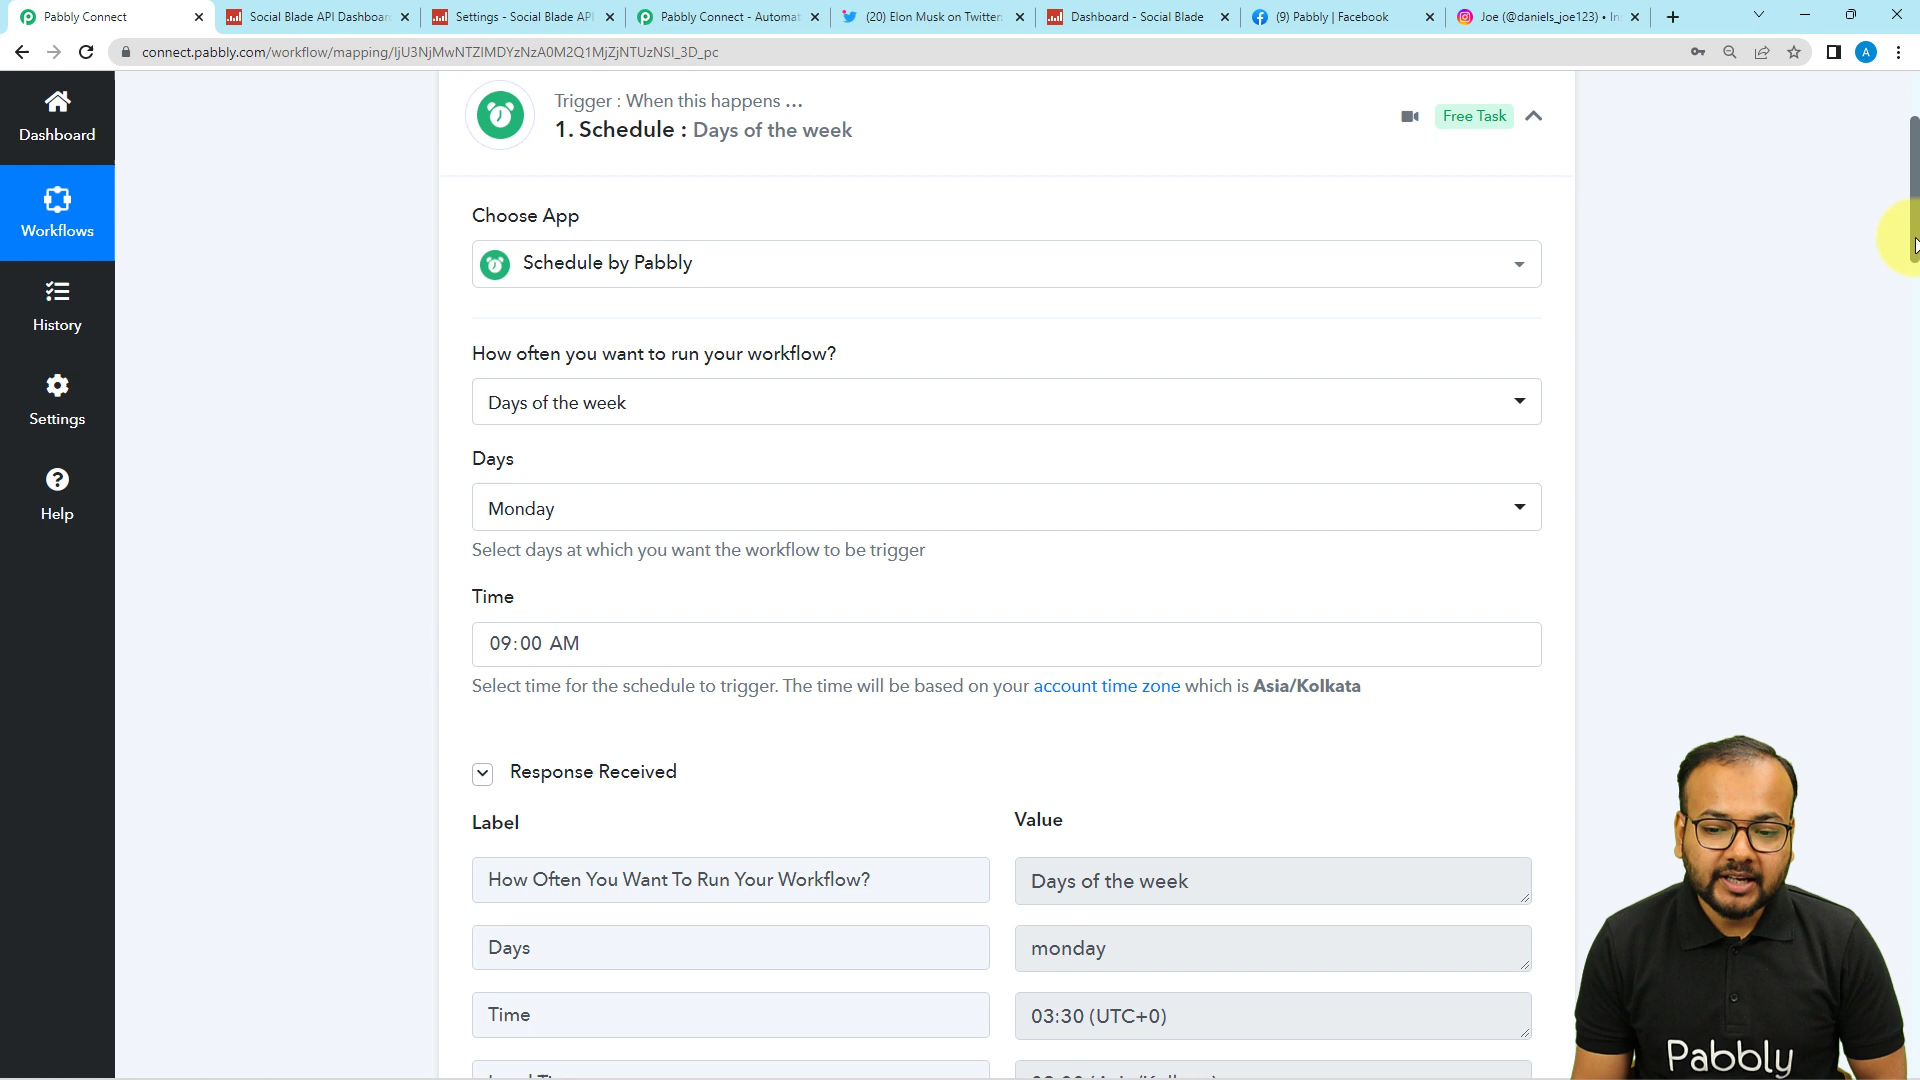 Pabbly Connect
Social Blade API Dashboar
Settings - Social Blade API
Pabbly Connect - Automat
(20) Elon Musk on Twitter:
Dashboard - Social Blade
(9) Pabbly | Facebook
Joe (@daniels_joe123) • In
connect.pabbly.com/workflow/mapping/IjU3NjMwNTZlMDYzNzA0M2Q1MjZjNTUzNSI_3D_pc
A
Dashboard
Workflows
History
Settings
Help
Trigger : When this happens ...
1. Schedule : Days of the week
Free Task
Choose App
Schedule by Pabbly
How often you want to run your workflow?
Days of the week
Days
Monday
Select days at which you want the workflow to be trigger
Time
09:00 AM
Select time for the schedule to trigger. The time will be based on your account time zone which is Asia/Kolkata
Response Received
Label
Value
How Often You Want To Run Your Workflow?
Days of the week
Days
monday
Time
03:30 (UTC+0)
Pabbly